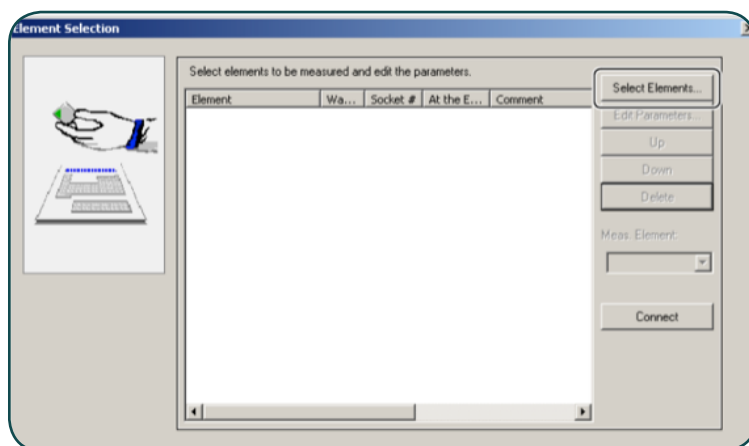 Element Selection
Select elements to be measured and edit the parameters.
Element Wa... Socket # At the E... Comment
Select Elements...
Edit Parameters...
Up
Down
Delete
Meas. Element:
Connect